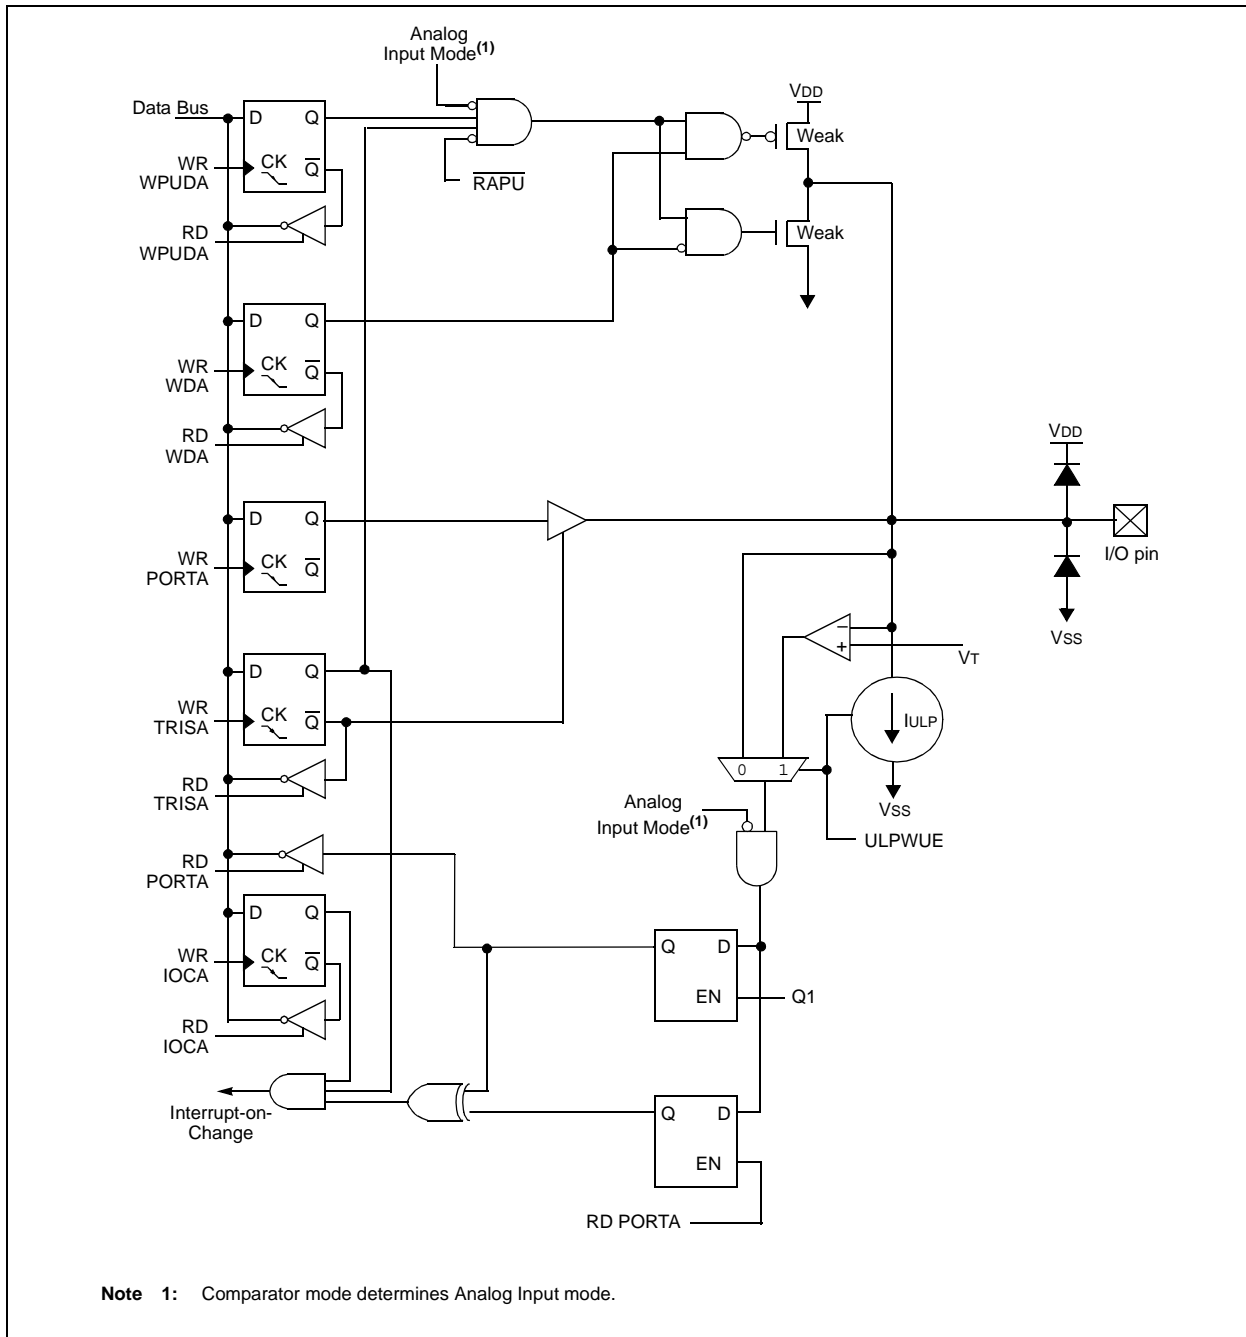 Analog
Input Mode(1)
Data Bus
D Q
CK Q̅
WR
WPUDA
RD
WPUDA
R̅A̅P̅U̅
VDD
Weak
Weak
D Q
CK Q̅
WR
WDA
RD
WDA
D Q
CK Q̅
WR
PORTA
VDD
I/O pin
VSS
D Q
CK Q̅
WR
TRISA
RD
TRISA
−
+
VT
IULP
VSS
0 1
ULPWUE
Analog
Input Mode(1)
RD
PORTA
D Q
CK Q̅
WR
IOCA
RD
IOCA
Q D
EN
Q1
Interrupt-on-
Change
Q D
EN
RD PORTA
Note 1: Comparator mode determines Analog Input mode.